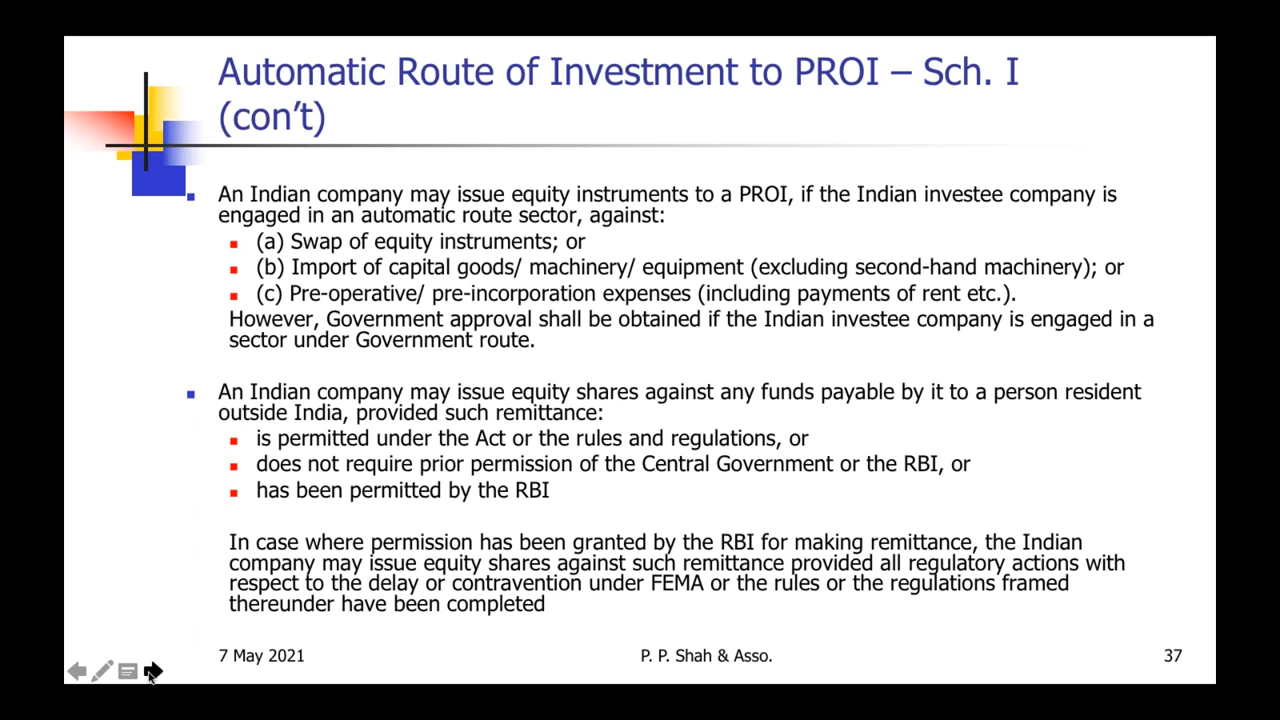 Automatic Route of Investment to PROI – Sch. I
(con’t)
An Indian company may issue equity instruments to a PROI, if the Indian investee company is
engaged in an automatic route sector, against:
(a) Swap of equity instruments; or
(b) Import of capital goods/ machinery/ equipment (excluding second-hand machinery); or
(c) Pre-operative/ pre-incorporation expenses (including payments of rent etc.).
However, Government approval shall be obtained if the Indian investee company is engaged in a
sector under Government route.
An Indian company may issue equity shares against any funds payable by it to a person resident
outside India, provided such remittance:
is permitted under the Act or the rules and regulations, or
does not require prior permission of the Central Government or the RBI, or
has been permitted by the RBI
In case where permission has been granted by the RBI for making remittance, the Indian
company may issue equity shares against such remittance provided all regulatory actions with
respect to the delay or contravention under FEMA or the rules or the regulations framed
thereunder have been completed
7 May 2021
P. P. Shah & Asso.
37